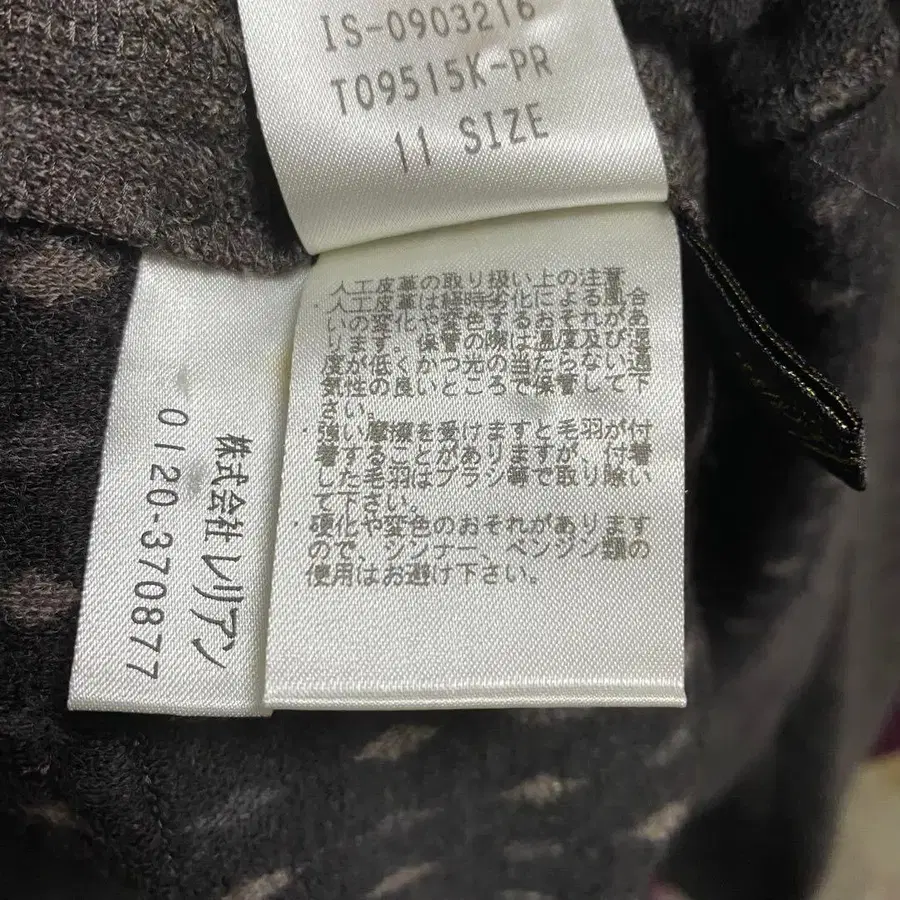 IS-0903216
T09515K-PR
11 SIZE
人工皮革の取り扱い上の注意
・人工皮革は経時劣化による風合
いの変化や変色するおそれがあ
ります。保管の際は温度及び湿
度が低くかつ光の当たらない通
気性の良いところで保管して下
さい。
・強い摩擦を受けますと毛羽が付
着することがありますが、付着
した毛羽はブラシ等で取り除い
て下さい。
・硬化や変色のおそれがあります
ので、シンナー、ベンジン類の
使用はお避け下さい。
株式会社レリアン
0120-370877